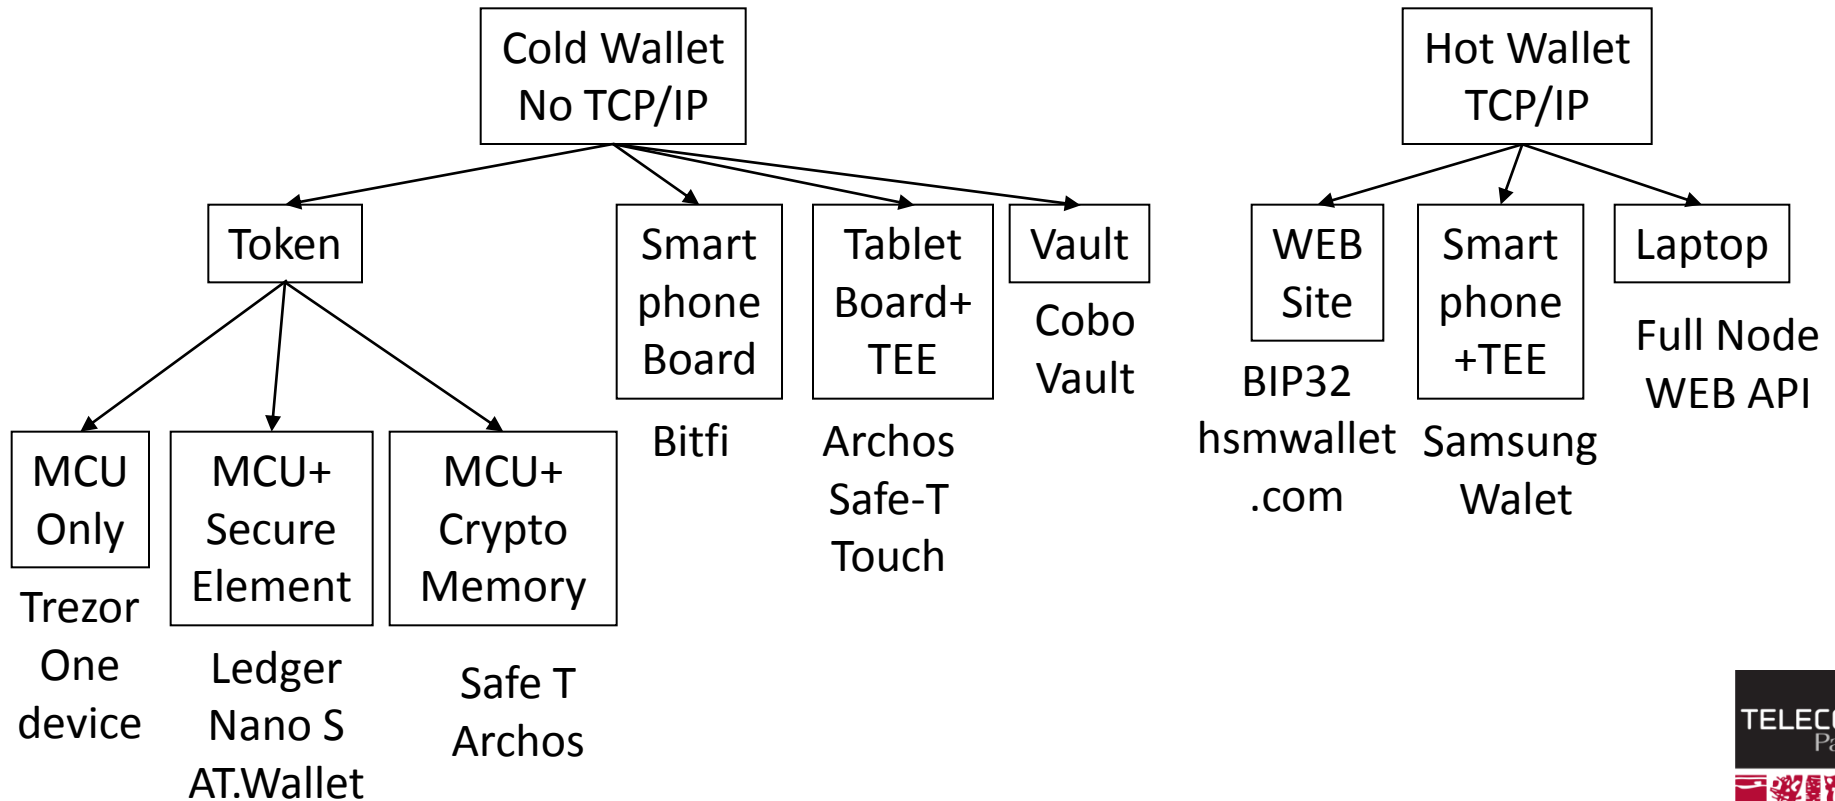 Cold Wallet
No TCP/IP
Hot Wallet
TCP/IP
Token
Smart
phone
Board
Tablet
Board+
TEE
Vault
WEB
Site
Smart
phone
+TEE
Laptop
Cobo
Vault
Full Node
WEB API
BIP32
hsmwallet
.com
Samsung
Walet
Bitfi
Archos
Safe-T
Touch
MCU
Only
MCU+
Secure
Element
MCU+
Crypto
Memory
Trezor
One
device
Ledger
Nano S
AT.Wallet
Safe T
Archos